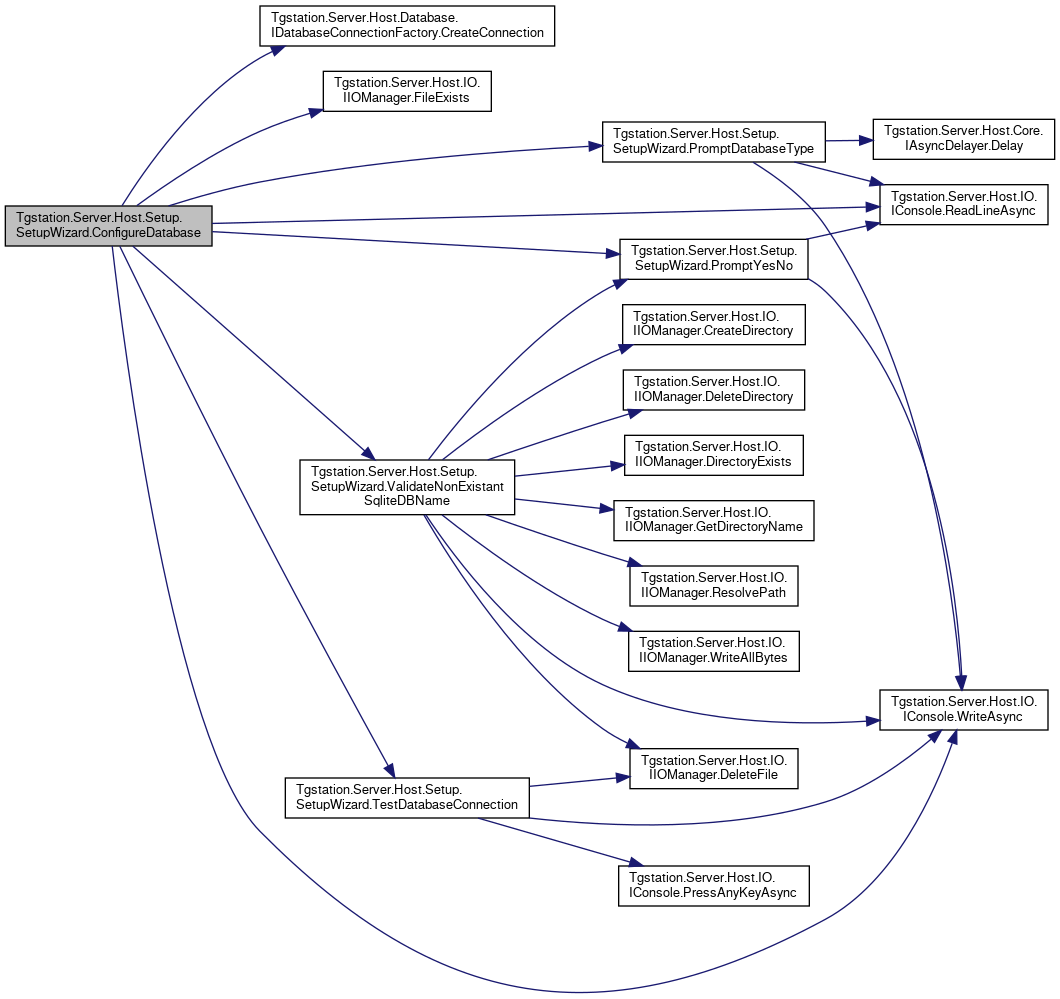 Tgstation.Server.Host.Database.
IDatabaseConnectionFactory.CreateConnection
Tgstation.Server.Host.IO.
IIOManager.FileExists
Tgstation.Server.Host.Setup.
SetupWizard.PromptDatabaseType
Tgstation.Server.Host.Core.
IAsyncDelayer.Delay
Tgstation.Server.Host.IO.
IConsole.ReadLineAsync
Tgstation.Server.Host.Setup.
SetupWizard.ConfigureDatabase
Tgstation.Server.Host.Setup.
SetupWizard.PromptYesNo
Tgstation.Server.Host.IO.
IIOManager.CreateDirectory
Tgstation.Server.Host.IO.
IIOManager.DeleteDirectory
Tgstation.Server.Host.IO.
IIOManager.DirectoryExists
Tgstation.Server.Host.Setup.
SetupWizard.ValidateNonExistant
SqliteDBName
Tgstation.Server.Host.IO.
IIOManager.GetDirectoryName
Tgstation.Server.Host.IO.
IIOManager.ResolvePath
Tgstation.Server.Host.IO.
IIOManager.WriteAllBytes
Tgstation.Server.Host.IO.
IConsole.WriteAsync
Tgstation.Server.Host.IO.
IIOManager.DeleteFile
Tgstation.Server.Host.Setup.
SetupWizard.TestDatabaseConnection
Tgstation.Server.Host.IO.
IConsole.PressAnyKeyAsync